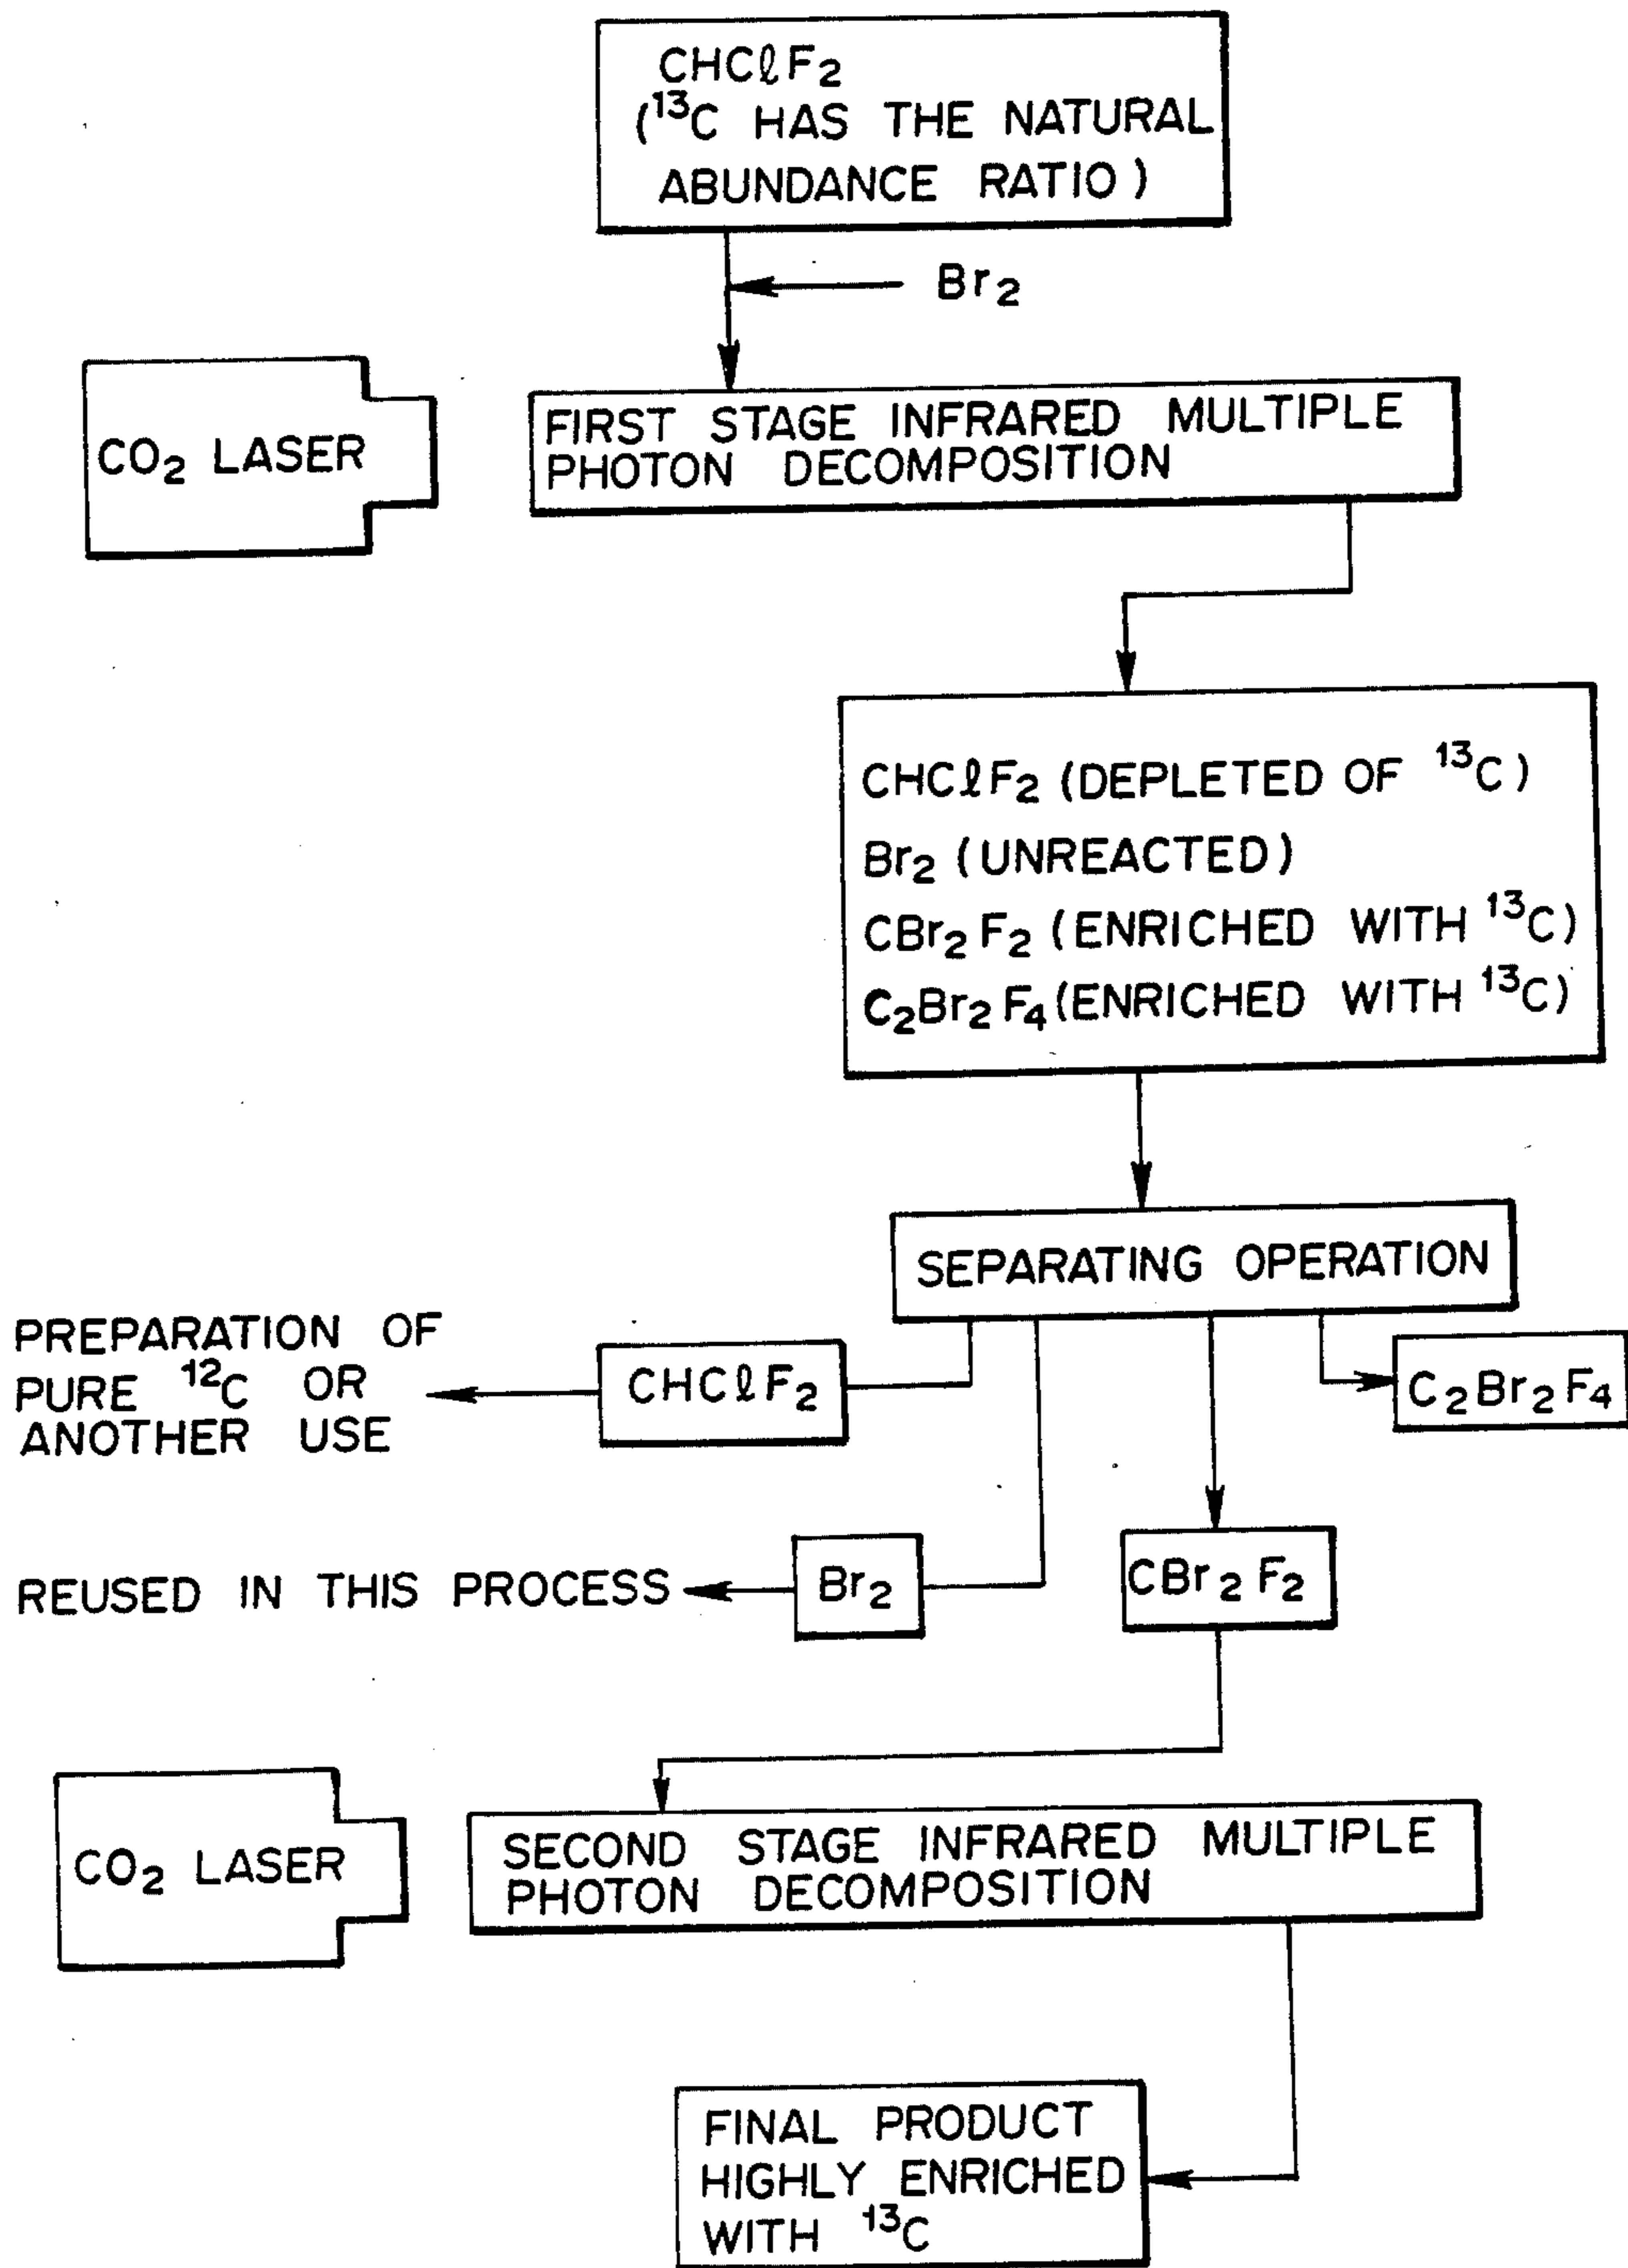 CHCℓF₂
(¹³C HAS THE NATURAL
ABUNDANCE RATIO)
Br₂
CO₂ LASER
FIRST STAGE INFRARED MULTIPLE
PHOTON DECOMPOSITION
CHCℓF₂ (DEPLETED OF ¹³C)
Br₂ (UNREACTED)
CBr₂F₂ (ENRICHED WITH ¹³C)
C₂Br₂F₄ (ENRICHED WITH ¹³C)
SEPARATING OPERATION
PREPARATION OF
PURE ¹²C OR
ANOTHER USE
CHCℓF₂
C₂Br₂F₄
REUSED IN THIS PROCESS
Br₂
CBr₂F₂
CO₂ LASER
SECOND STAGE INFRARED MULTIPLE
PHOTON DECOMPOSITION
FINAL PRODUCT
HIGHLY ENRICHED
WITH ¹³C